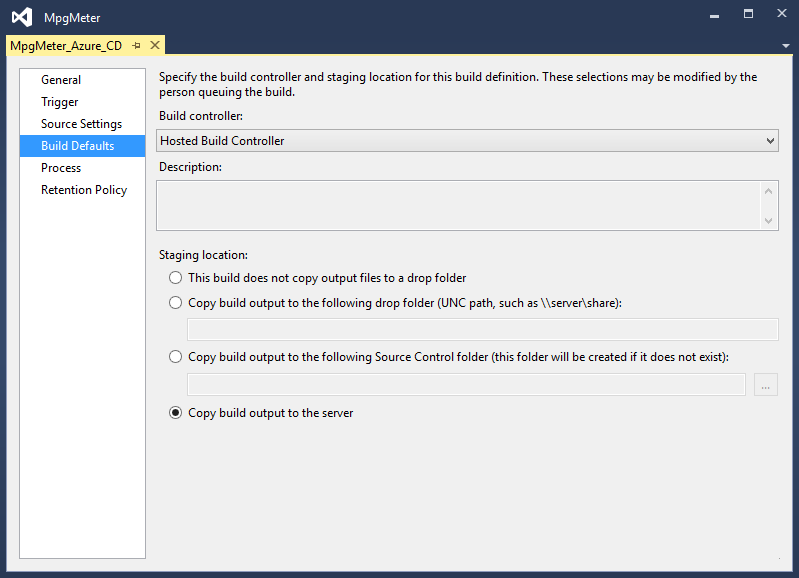 MpgMeter
MpgMeter_Azure_CD
General
Trigger
Source Settings
Build Defaults
Process
Retention Policy
Specify the build controller and staging location for this build definition. These selections may be modified by the
person queuing the build.
Build controller:
Hosted Build Controller
Description:
Staging location:
This build does not copy output files to a drop folder
Copy build output to the following drop folder (UNC path, such as \\server\share):
Copy build output to the following Source Control folder (this folder will be created if it does not exist):
...
Copy build output to the server